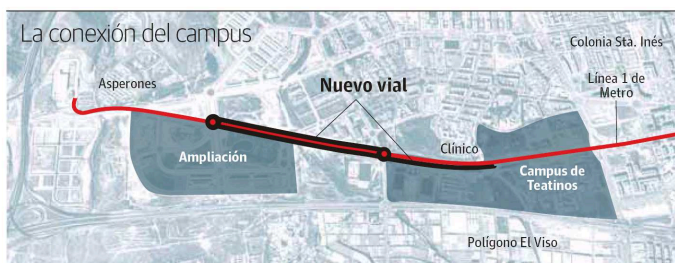 La conexión del campus
Colonia Sta. Inés
Asperones
Nuevo vial
Línea 1 de
Metro
Clínico
Ampliación
Campus de
Teatinos
Polígono El Viso